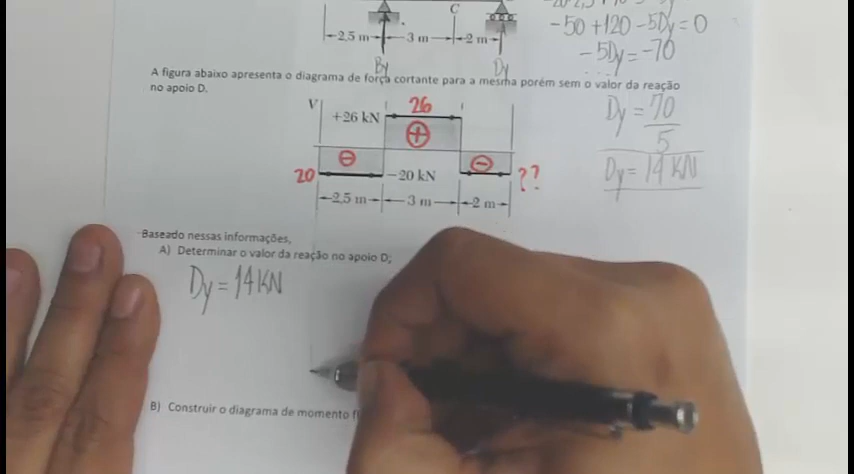 C
-50 + 120 - 5Dy = 0
2,5 m 3 m 2 m
-5Dy = -70
By Dy
A figura abaixo apresenta o diagrama de força cortante para a mesma porém sem o valor da reação
no apoio D.
Dy = 70
5
V +26 kN 26
+
Dy = 14 KN
20 − −20 kN − ??
2,5 m 3 m 2 m
Baseado nessas informações,
A) Determinar o valor da reação no apoio D;
Dy = 14 KN
B) Construir o diagrama de momento